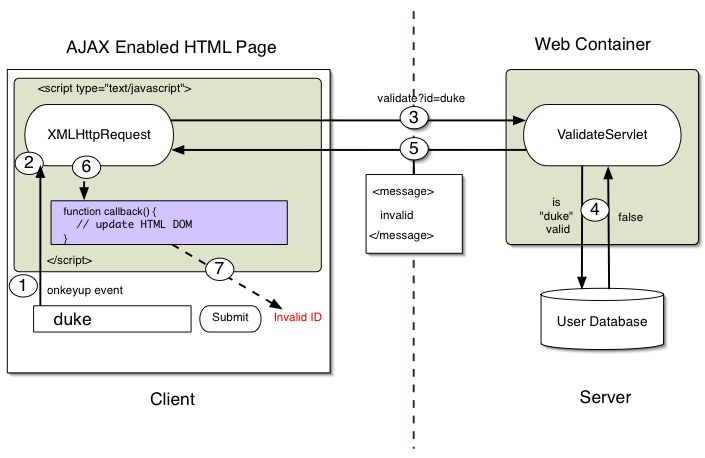 AJAX Enabled HTML Page
Web Container
<script type="text/javascript">
validate?id=duke
XMLHttpRequest
3
ValidateServlet
2
6
5
<message>
invalid
</message>
is
"duke"
valid
4
false
function callback() {
// update HTML DOM
}
</script>
7
1
onkeyup event
duke
Submit
Invalid ID
User Database
Client
Server